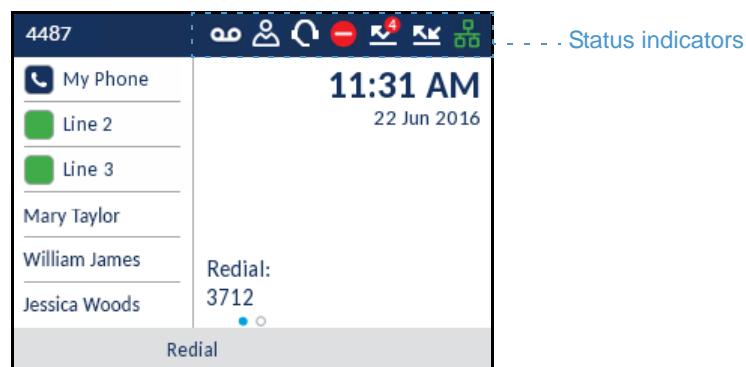 4487
4
Status indicators
My Phone
Line 2
Line 3
Mary Taylor
William James
Jessica Woods
11:31 AM
22 Jun 2016
Redial:
3712
Redial